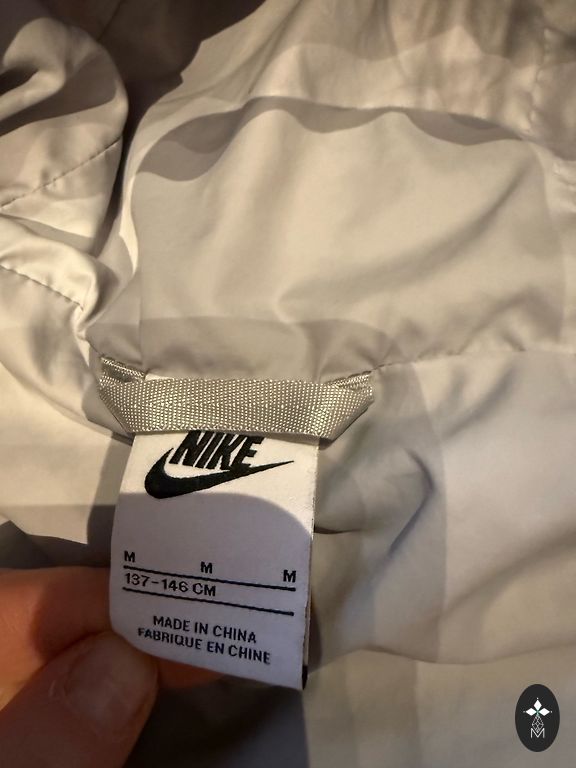 NIKE
M M M
137-146 CM
MADE IN CHINA
FABRIQUE EN CHINE
M